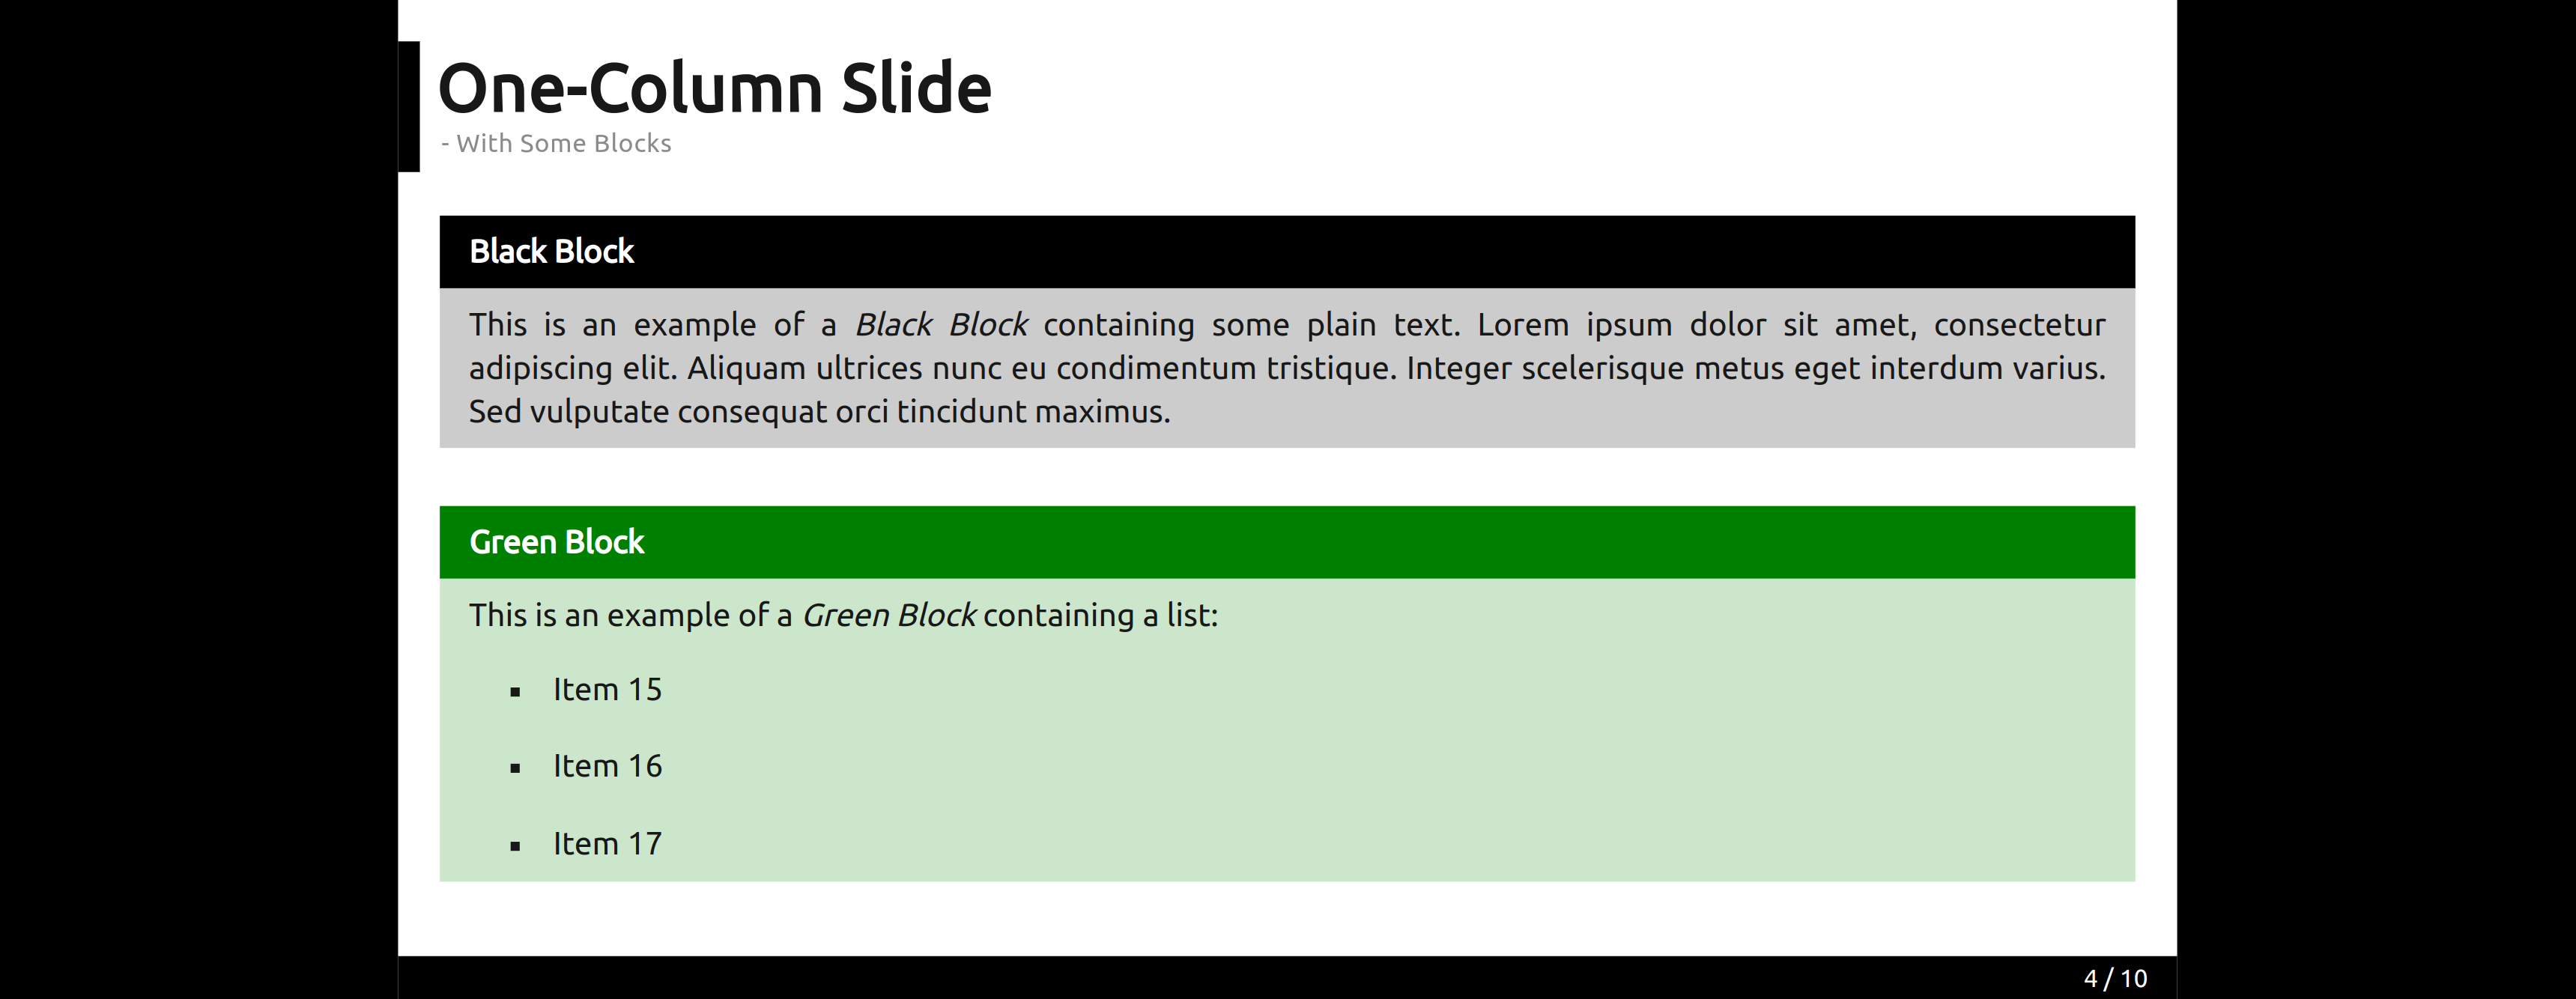 One-Column Slide
- With Some Blocks
Black Block
This is an example of a Black Block containing some plain text. Lorem ipsum dolor sit amet, consectetur
adipiscing elit. Aliquam ultrices nunc eu condimentum tristique. Integer scelerisque metus eget interdum varius.
Sed vulputate consequat orci tincidunt maximus.
Green Block
This is an example of a Green Block containing a list:
▪ Item 15
▪ Item 16
▪ Item 17
4 / 10